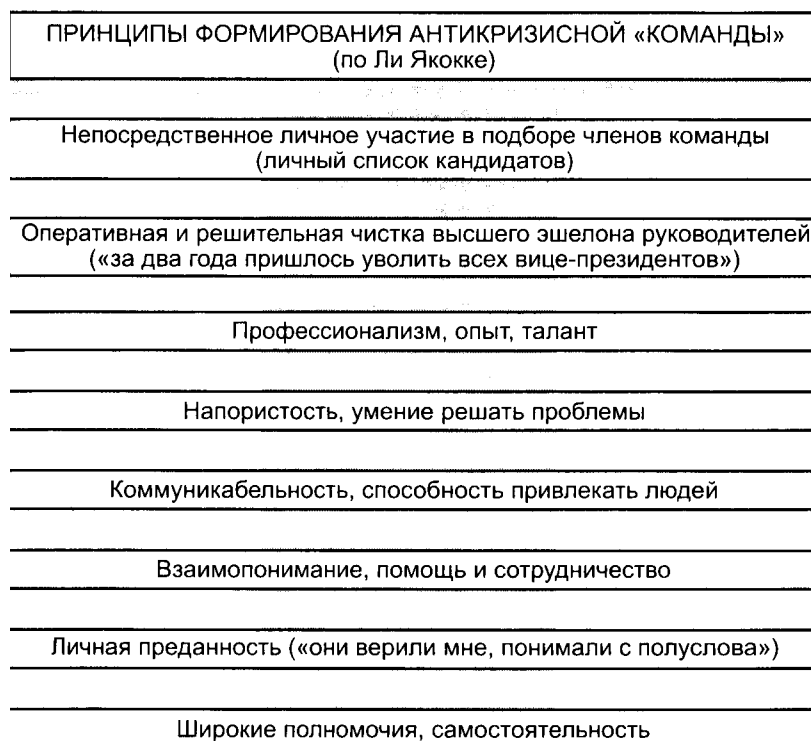 ПРИНЦИПЫ ФОРМИРОВАНИЯ АНТИКРИЗИСНОЙ «КОМАНДЫ»
(по Ли Якокке)
Непосредственное личное участие в подборе членов команды
(личный список кандидатов)
Оперативная и решительная чистка высшего эшелона руководителей
(«за два года пришлось уволить всех вице-президентов»)
Профессионализм, опыт, талант
Напористость, умение решать проблемы
Коммуникабельность, способность привлекать людей
Взаимопонимание, помощь и сотрудничество
Личная преданность («они верили мне, понимали с полуслова»)
Широкие полномочия, самостоятельность